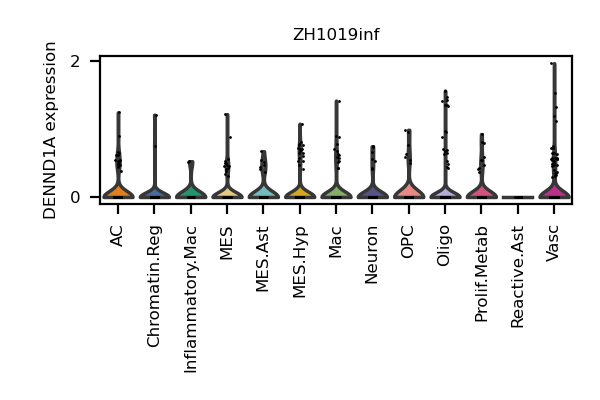 ZH1019inf
DENND1A expression
2
0
AC
Chromatin.Reg
Inflammatory.Mac
MES
MES.Ast
MES.Hyp
Mac
Neuron
OPC
Oligo
Prolif.Metab
Reactive.Ast
Vasc